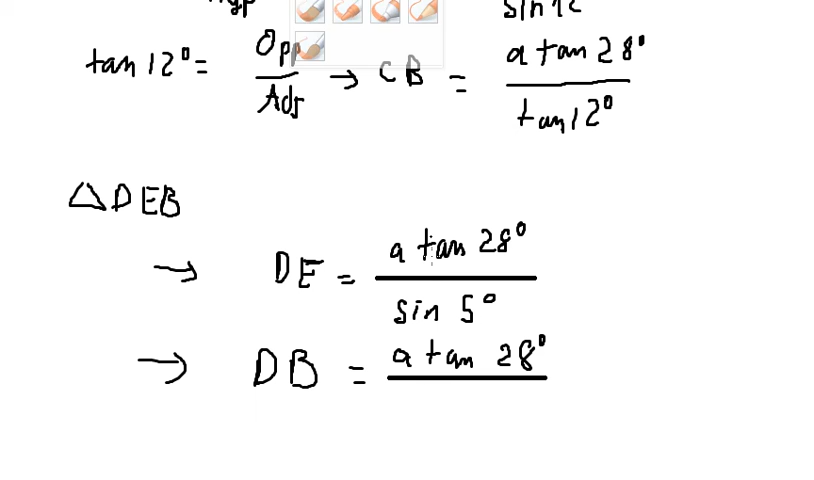 sin 12
tan 12° = Opp / Adj → CB = a tan 28° / tan 12°
△DEB
→ DE = a tan 28° / sin 5°
→ DB = a tan 28°